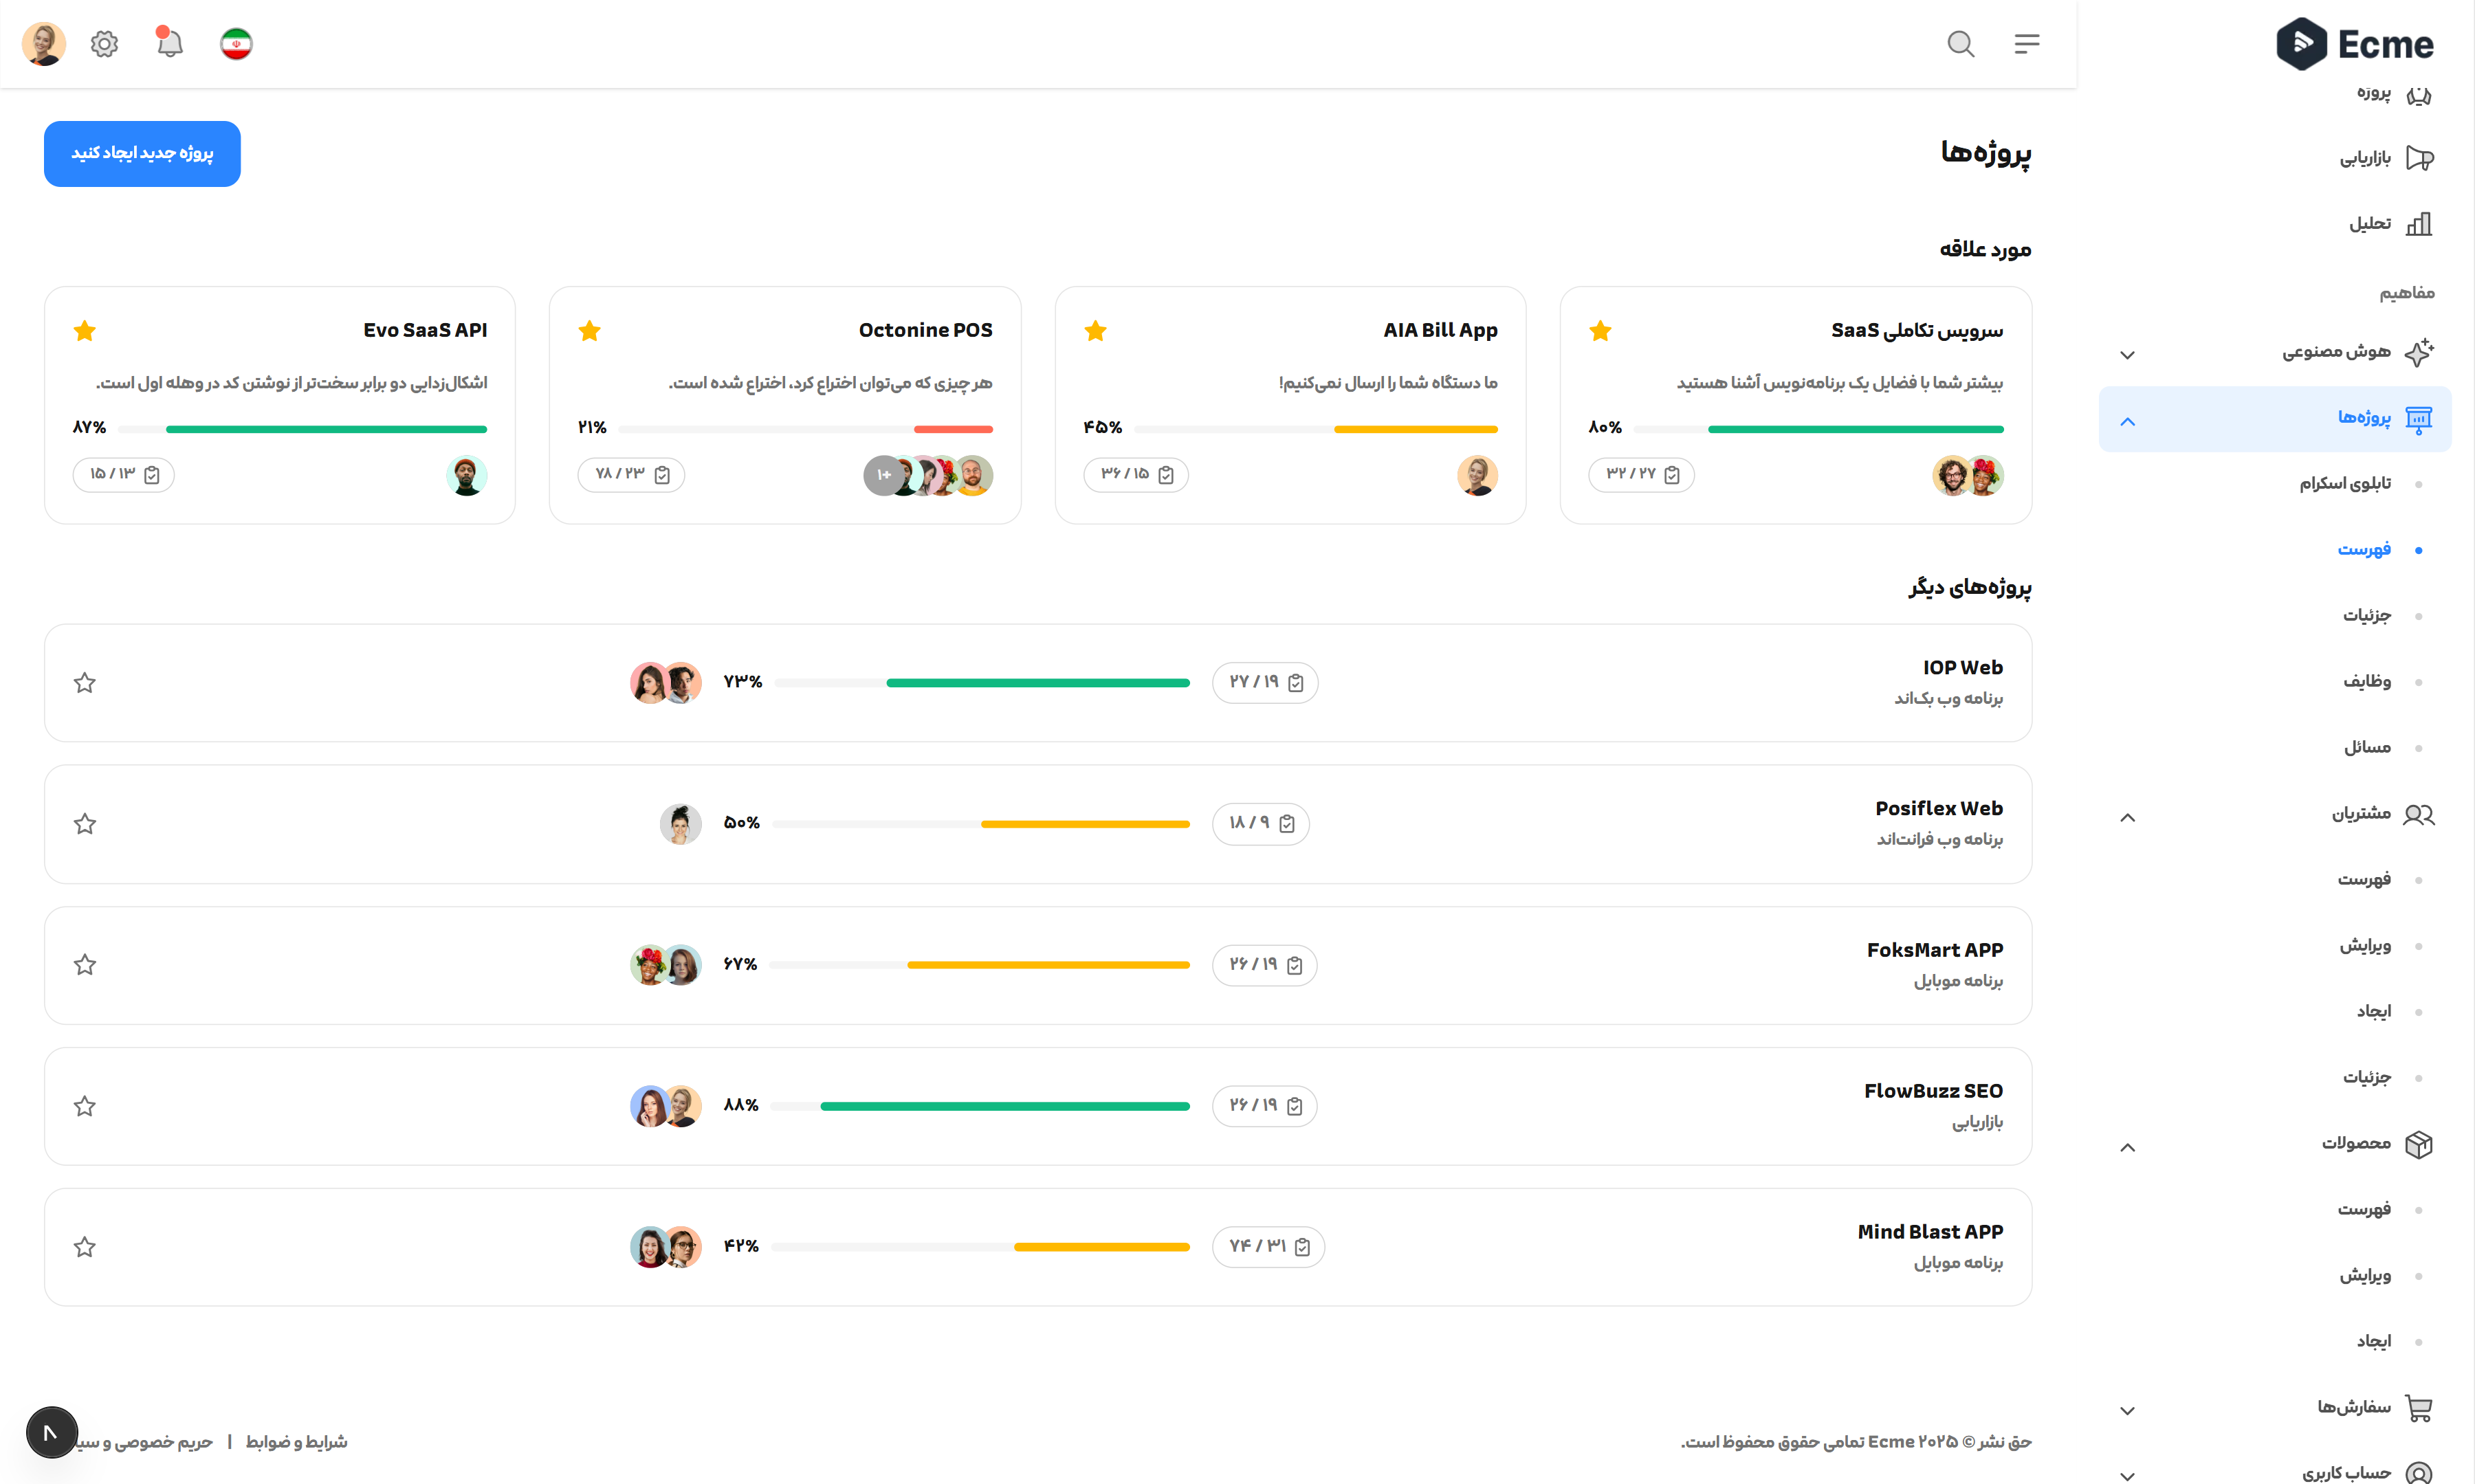 Ecme
پروژه
بازاریابی
تحلیل
مفاهیم
هوش مصنوعی
پروژه‌ها
تابلوی اسکرام
فهرست
جزئیات
وظایف
مسائل
مشتریان
فهرست
ویرایش
ایجاد
جزئیات
محصولات
فهرست
ویرایش
ایجاد
سفارش‌ها
حساب کاربری
پروژه‌ها
پروژه جدید ایجاد کنید
مورد علاقه
سرویس تکاملی SaaS
بیشتر شما با فضایل یک برنامه‌نویس آشنا هستید
۸۰%
۳۲ / ۲۷
AIA Bill App
ما دستگاه شما را ارسال نمی‌کنیم!
۴۵%
۳۶ / ۱۵
Octonine POS
هر چیزی که می‌توان اختراع کرد، اختراع شده است.
۲۱%
+۱
۷۸ / ۲۳
Evo SaaS API
اشکال‌زدایی دو برابر سخت‌تر از نوشتن کد در وهله اول است.
۸۷%
۱۵ / ۱۳
پروژه‌های دیگر
IOP Web
برنامه وب بک‌اند
۲۷ / ۱۹
۷۳%
Posiflex Web
برنامه وب فرانت‌اند
۱۸ / ۹
۵۰%
FoksMart APP
برنامه موبایل
۲۶ / ۱۹
۶۷%
FlowBuzz SEO
بازاریابی
۲۶ / ۱۹
۸۸%
Mind Blast APP
برنامه موبایل
۷۴ / ۳۱
۴۲%
حق نشر © ۲۰۲۵ Ecme تمامی حقوق محفوظ است.
شرایط و ضوابط | حریم خصوصی و